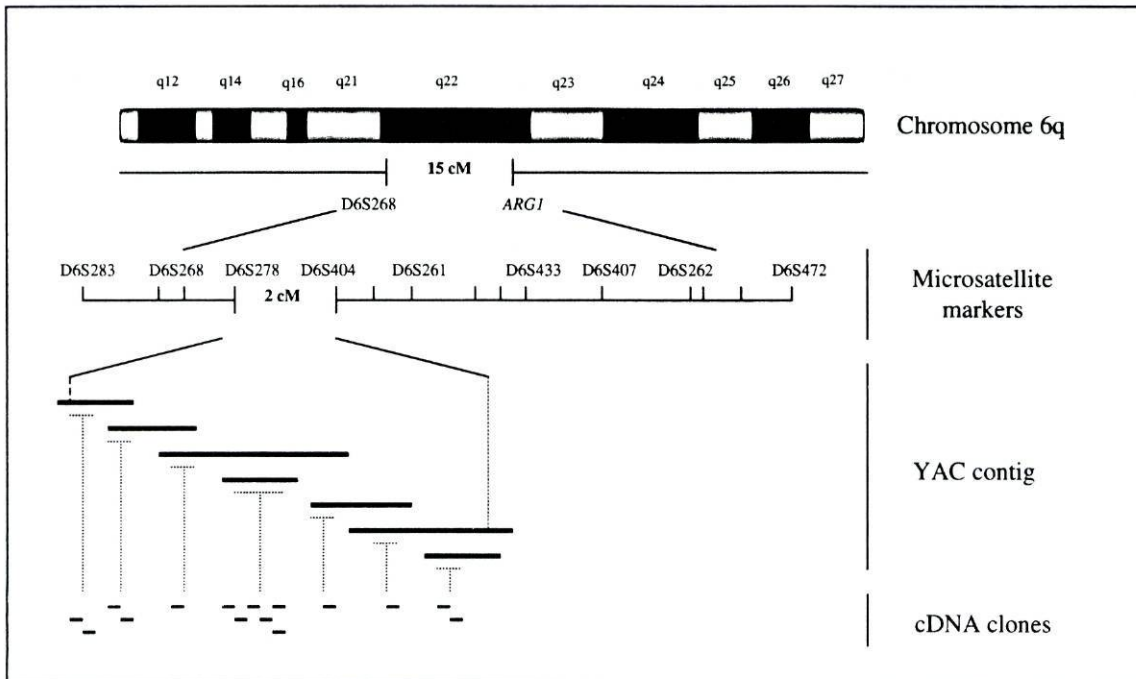 q12 q14 q16 q21 q22 q23 q24 q25 q26 q27
Chromosome 6q
15 cM
D6S268 ARG1
D6S283 D6S268 D6S278 D6S404 D6S261 D6S433 D6S407 D6S262 D6S472
2 cM
Microsatellite
markers
YAC contig
cDNA clones